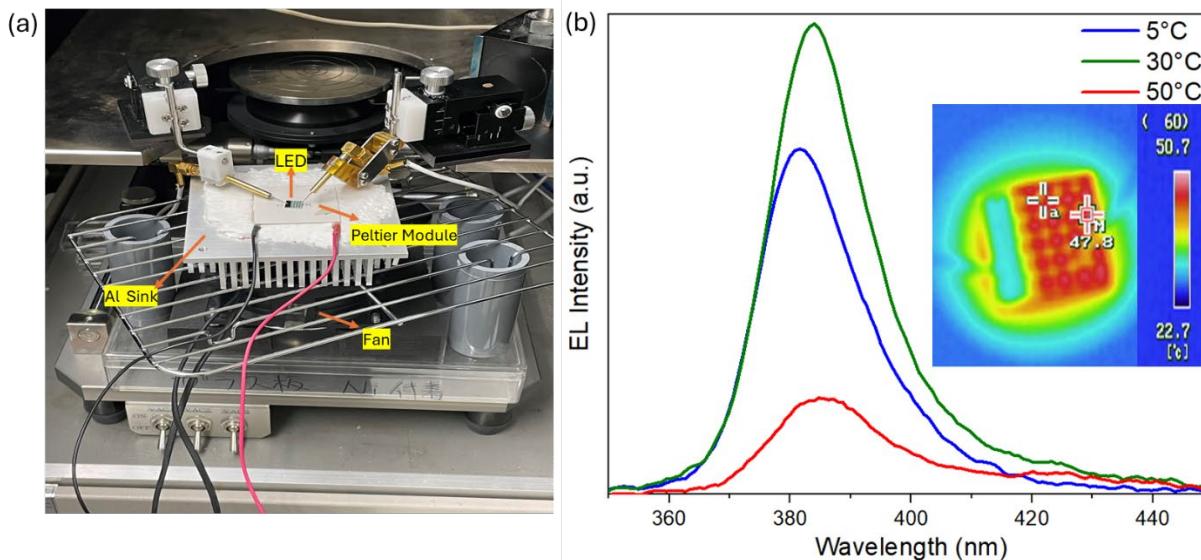 (a)
LED
Peltier Module
Al Sink
Fan
(b)
5°C
30°C
50°C
( 60)
50.7
a
M
47.8
22.7
[℃]
EL Intensity (a.u.)
360
380
400
420
440
Wavelength (nm)